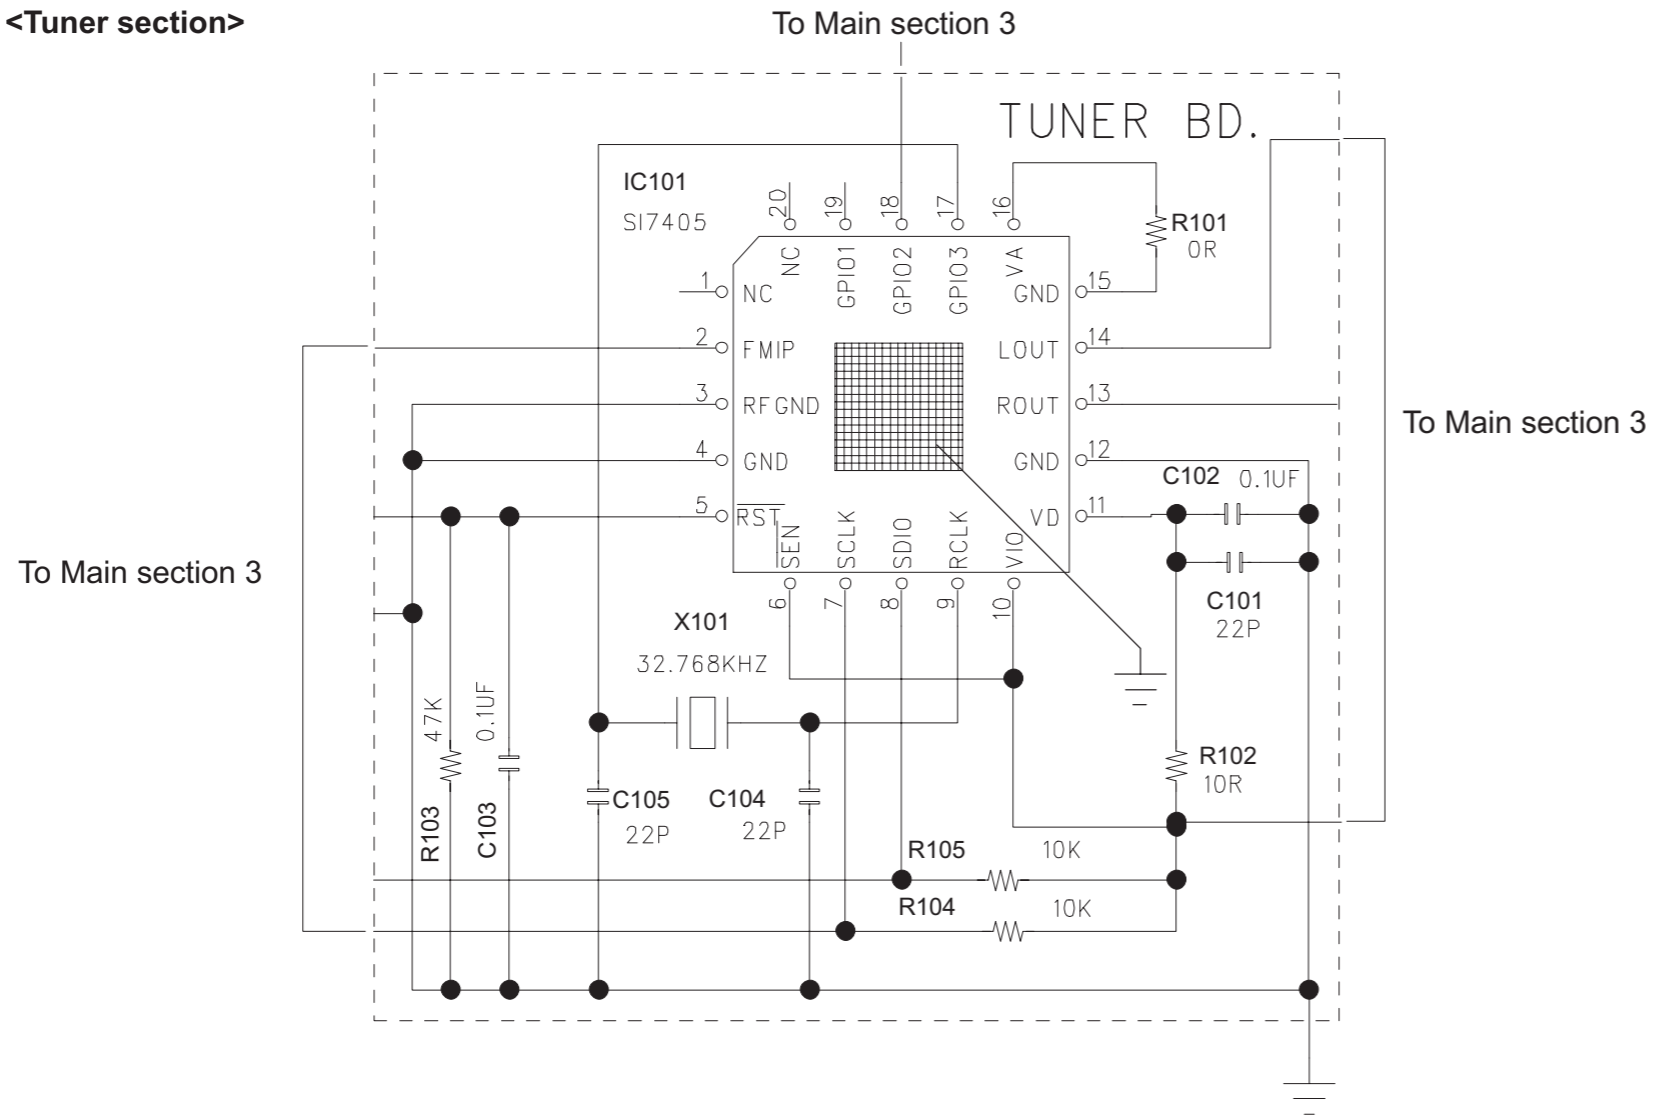 <Tuner section>
To Main section 3
TUNER BD.
IC101
SI7405
20
19
18
17
16
NC
GPIO1
GPIO2
GPIO3
VA
R101
0R
1
NC
GND
15
2
FMIP
LOUT
14
3
RFGND
ROUT
13
To Main section 3
4
GND
GND
12
C102
0.1UF
5
RST
VD
11
SEN
SCLK
SDIO
RCLK
VIO
To Main section 3
6
7
8
9
10
C101
22P
X101
32.768KHZ
47K
0.1UF
R103
C103
C105
22P
C104
22P
R102
10R
R105
10K
R104
10K